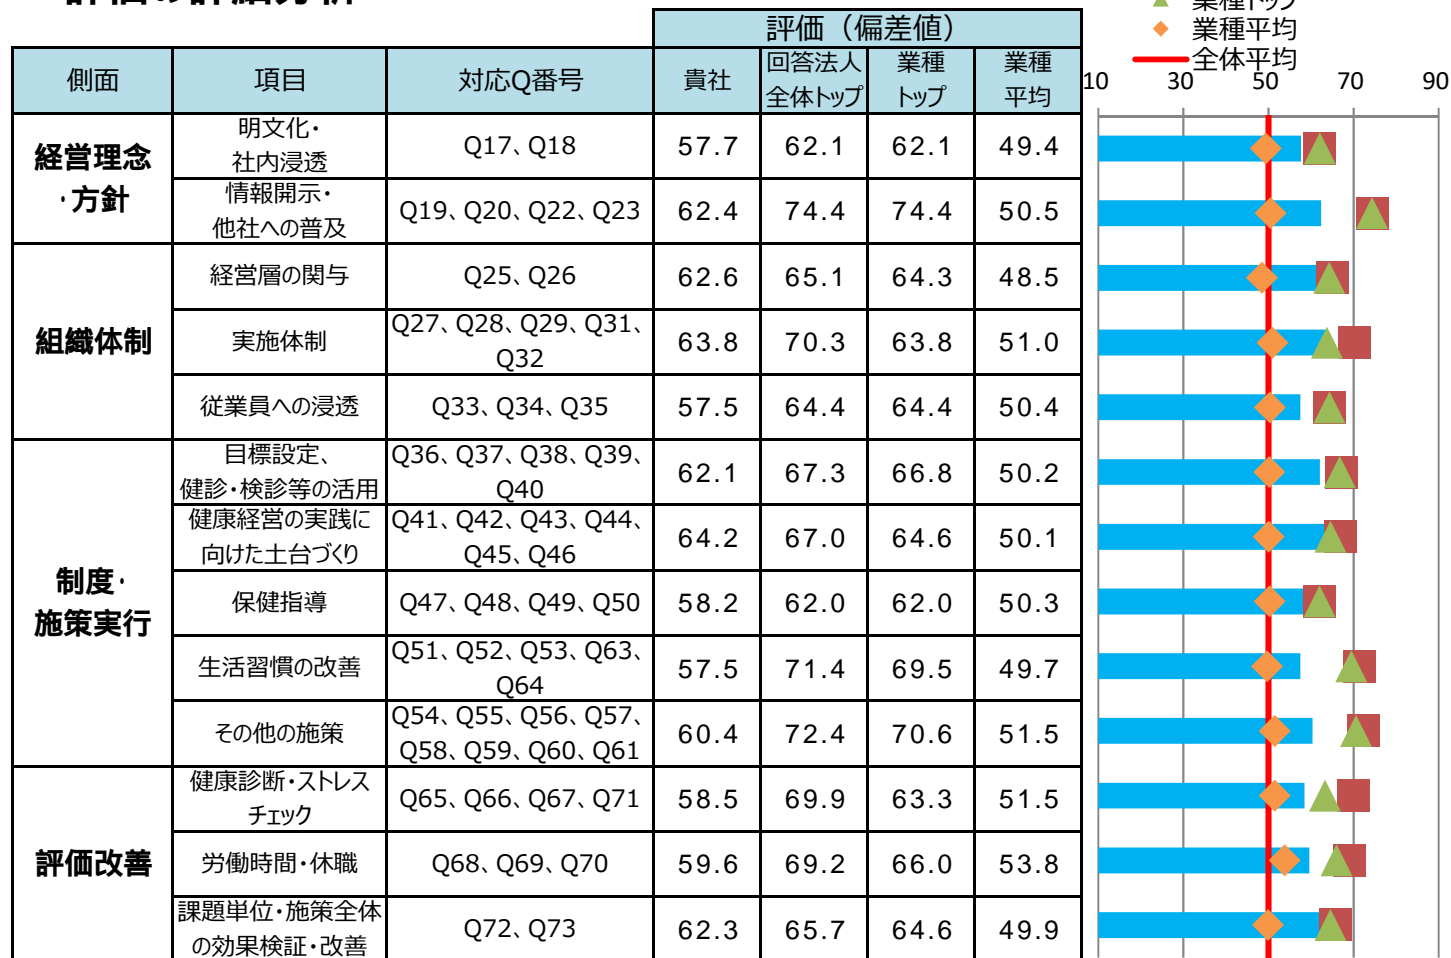 評価の詳細分析
業種トップ
業種平均
全体平均
評価（偏差値）
側面 項目 対応Q番号 貴社 回答法人 業種 業種
全体トップ トップ 平均
10 30 50 70 90
経営理念
・方針
明文化・
社内浸透
Q17、Q18 57.7 62.1 62.1 49.4
情報開示・
他社への普及
Q19、Q20、Q22、Q23 62.4 74.4 74.4 50.5
組織体制
経営層の関与 Q25、Q26 62.6 65.1 64.3 48.5
実施体制
Q27、Q28、Q29、Q31、
Q32
63.8 70.3 63.8 51.0
従業員への浸透 Q33、Q34、Q35 57.5 64.4 64.4 50.4
制度・
施策実行
目標設定、
健診・検診等の活用
Q36、Q37、Q38、Q39、
Q40
62.1 67.3 66.8 50.2
健康経営の実践に
向けた土台づくり
Q41、Q42、Q43、Q44、
Q45、Q46
64.2 67.0 64.6 50.1
保健指導 Q47、Q48、Q49、Q50 58.2 62.0 62.0 50.3
生活習慣の改善
Q51、Q52、Q53、Q63、
Q64
57.5 71.4 69.5 49.7
その他の施策
Q54、Q55、Q56、Q57、
Q58、Q59、Q60、Q61
60.4 72.4 70.6 51.5
評価改善
健康診断・ストレス
チェック
Q65、Q66、Q67、Q71 58.5 69.9 63.3 51.5
労働時間・休職 Q68、Q69、Q70 59.6 69.2 66.0 53.8
課題単位・施策全体
の効果検証・改善
Q72、Q73 62.3 65.7 64.6 49.9